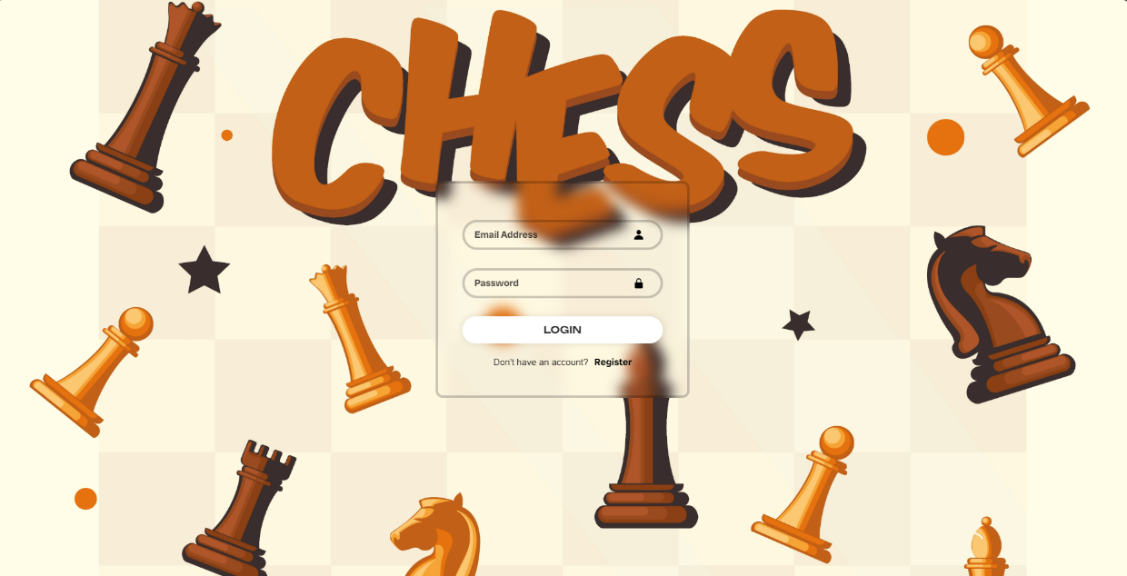 CHESS
Email Address
Password
LOGIN
Don't have an account? Register